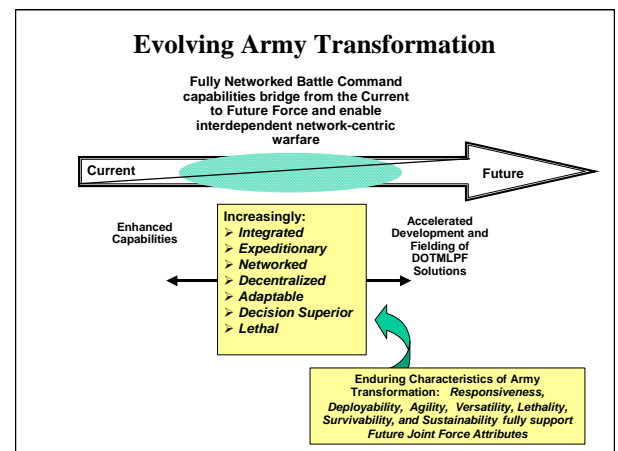 Evolving Army Transformation
Fully Networked Battle Command
capabilities bridge from the Current
to Future Force and enable
interdependent network-centric
warfare
Current
Future
Enhanced
Capabilities
Increasingly:
➢ Integrated
➢ Expeditionary
➢ Networked
➢ Decentralized
➢ Adaptable
➢ Decision Superior
➢ Lethal
Accelerated
Development and
Fielding of
DOTMLPF
Solutions
Enduring Characteristics of Army
Transformation: Responsiveness,
Deployability, Agility, Versatility, Lethality,
Survivability, and Sustainability fully support
Future Joint Force Attributes